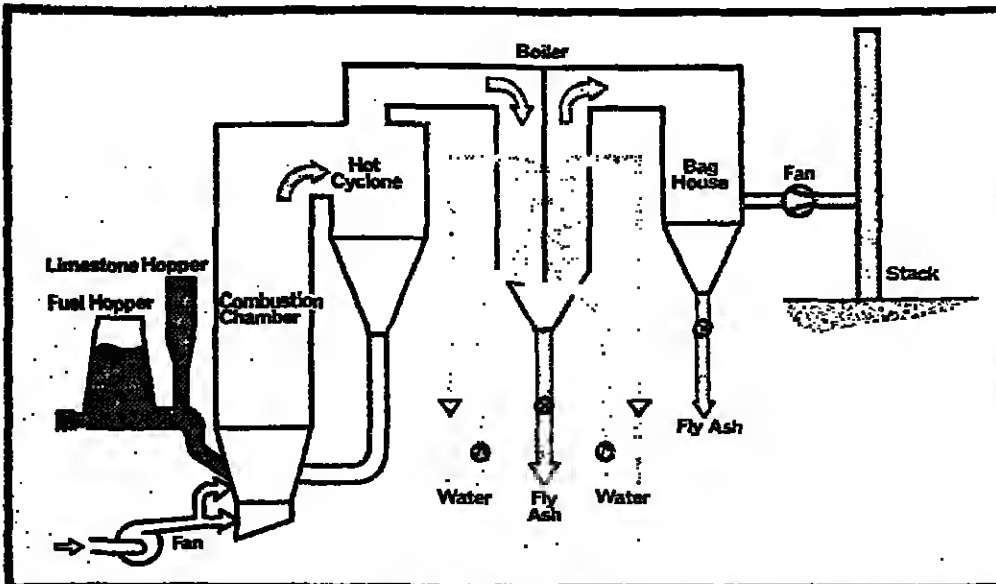 Boiler
Hot
Cyclone
Bag
House
Fan
Limestone Hopper
Fuel Hopper
Combustion
Chamber
Stack
Fly Ash
Water
Fly
Ash
Water
Fan